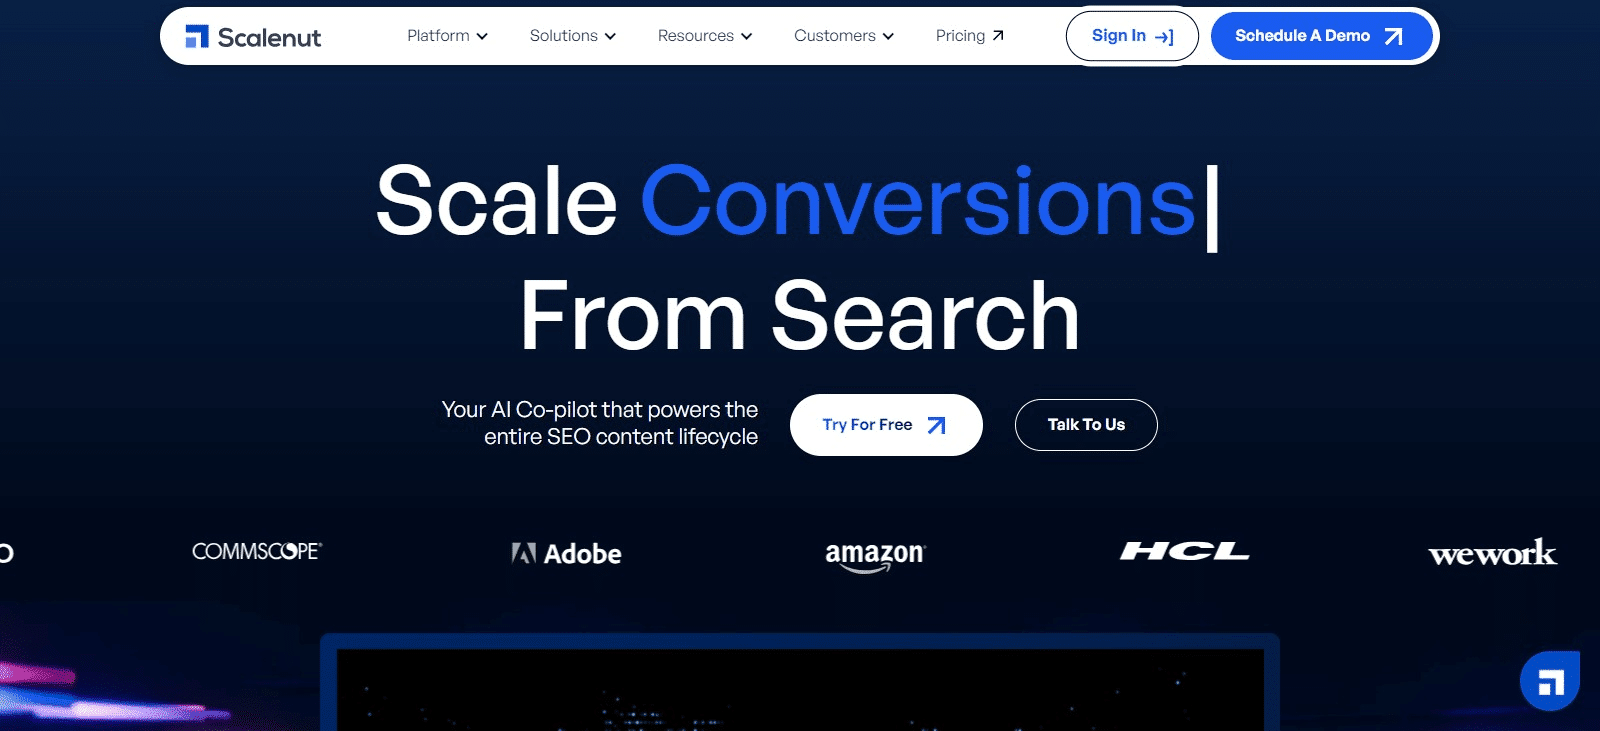 Scalenut
Platform
Solutions
Resources
Customers
Pricing
Sign In
Schedule A Demo
Scale Conversions|
From Search
Your AI Co-pilot that powers the
entire SEO content lifecycle
Try For Free
Talk To Us
COMMSCOPE®
Adobe
amazon
HCL
wework